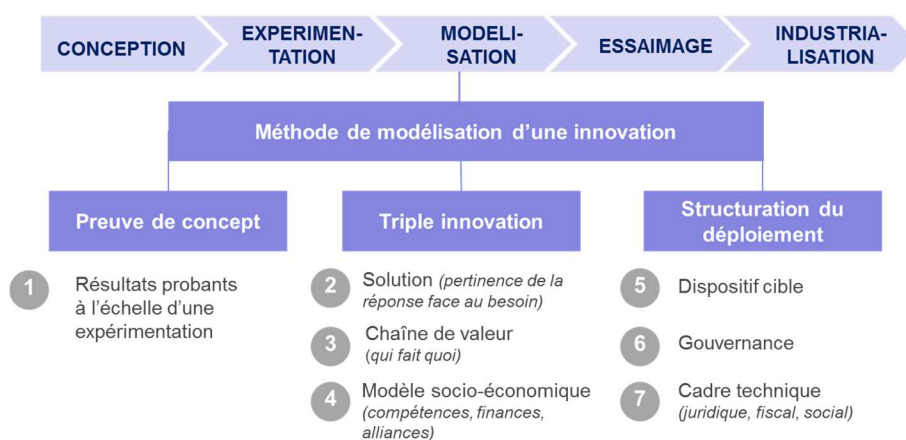 CONCEPTION
EXPERIMEN-
TATION
MODELI-
SATION
ESSAIMAGE
INDUSTRIA-
LISATION
Méthode de modélisation d’une innovation
Preuve de concept
1
Résultats probants
à l’échelle d’une
expérimentation
Triple innovation
2
Solution (pertinence de la
réponse face au besoin)
3
Chaîne de valeur
(qui fait quoi)
4
Modèle socio-économique
(compétences, finances,
alliances)
Structuration du
déploiement
5
Dispositif cible
6
Gouvernance
7
Cadre technique
(juridique, fiscal, social)